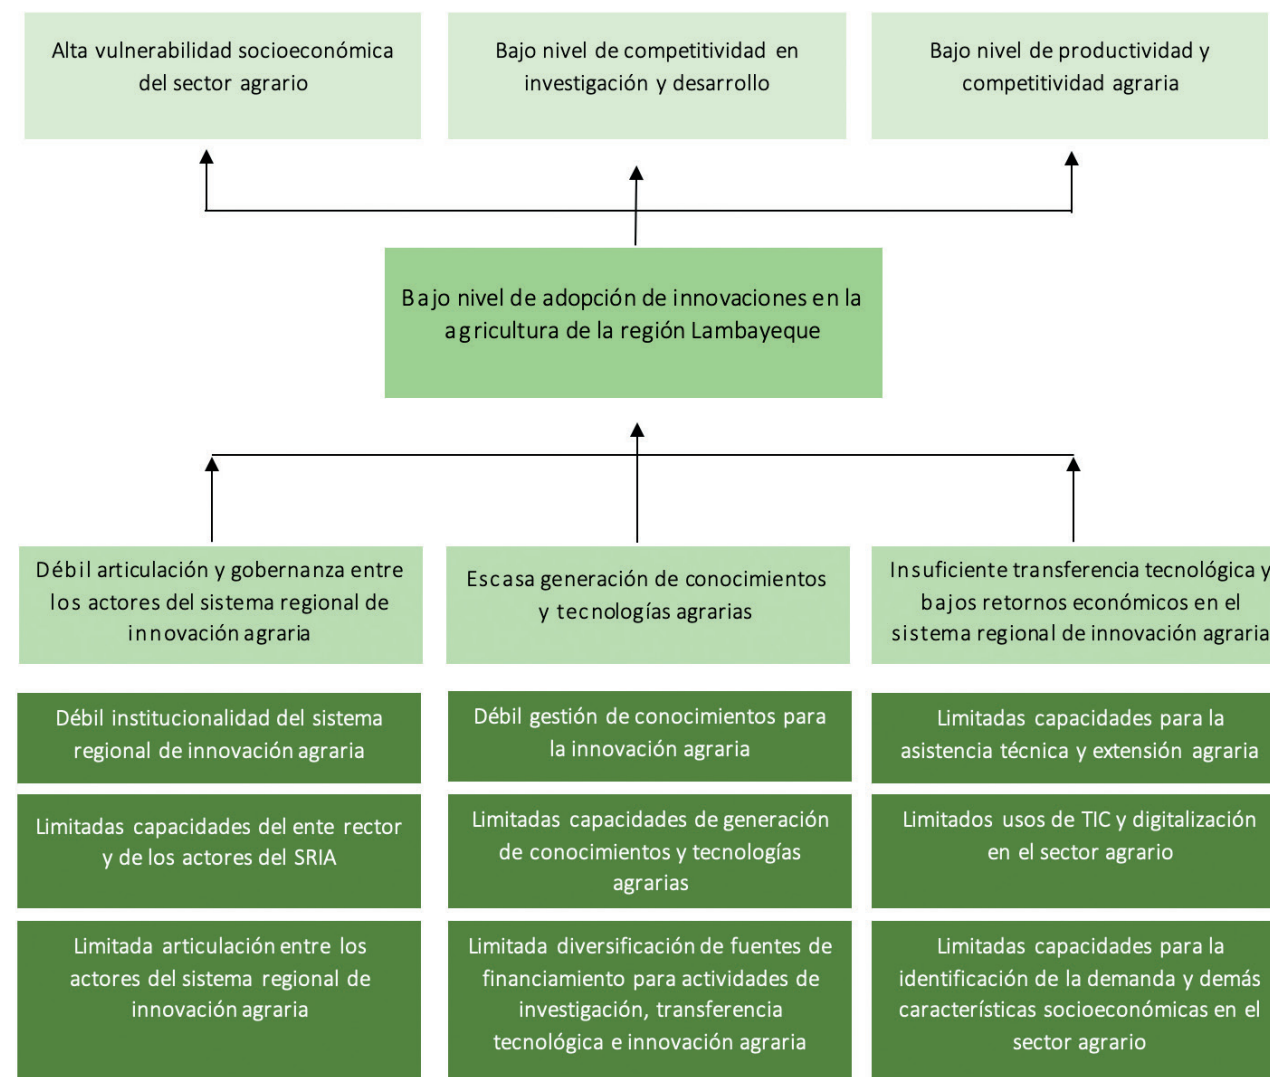 Alta vulnerabilidad socioeconómica
del sector agrario
Bajo nivel de competitividad en
investigación y desarrollo
Bajo nivel de productividad y
competitividad agraria
Bajo nivel de adopción de innovaciones en la
agricultura de la región Lambayeque
Débil articulación y gobernanza entre
los actores del sistema regional de
innovación agraria
Escasa generación de conocimientos
y tecnologías agrarias
Insuficiente transferencia tecnológica y
bajos retornos económicos en el
sistema regional de innovación agraria
Débil institucionalidad del sistema
regional de innovación agraria
Débil gestión de conocimientos para
la innovación agraria
Limitadas capacidades para la
asistencia técnica y extensión agraria
Limitadas capacidades del ente rector
y de los actores del SRIA
Limitadas capacidades de generación
de conocimientos y tecnologías
agrarias
Limitados usos de TIC y digitalización
en el sector agrario
Limitada articulación entre los
actores del sistema regional de
innovación agraria
Limitada diversificación de fuentes de
financiamiento para actividades de
investigación, transferencia
tecnológica e innovación agraria
Limitadas capacidades para la
identificación de la demanda y demás
características socioeconómicas en el
sector agrario